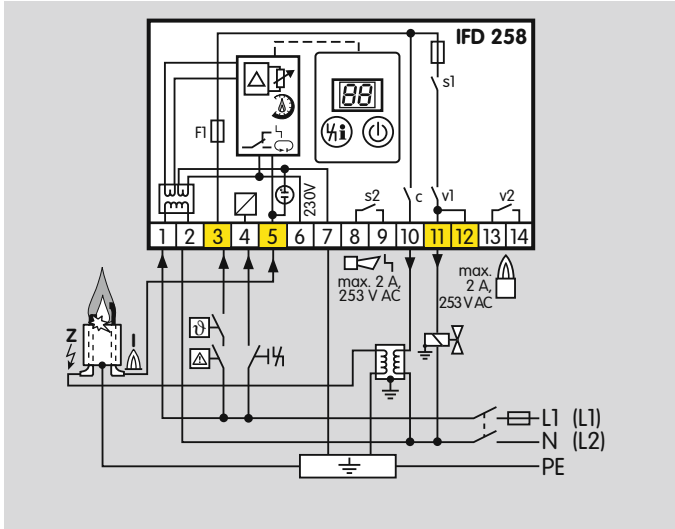 IFD 258
88
s1
F1
i
230V
s2
c
v1
v2
1 2 3 4 5 6 7 8 9 10 11 12 13 14
max. 2 A,
253 V AC
max.
2 A,
253 V AC
Z
I
ϑ
L1 (L1)
N (L2)
PE